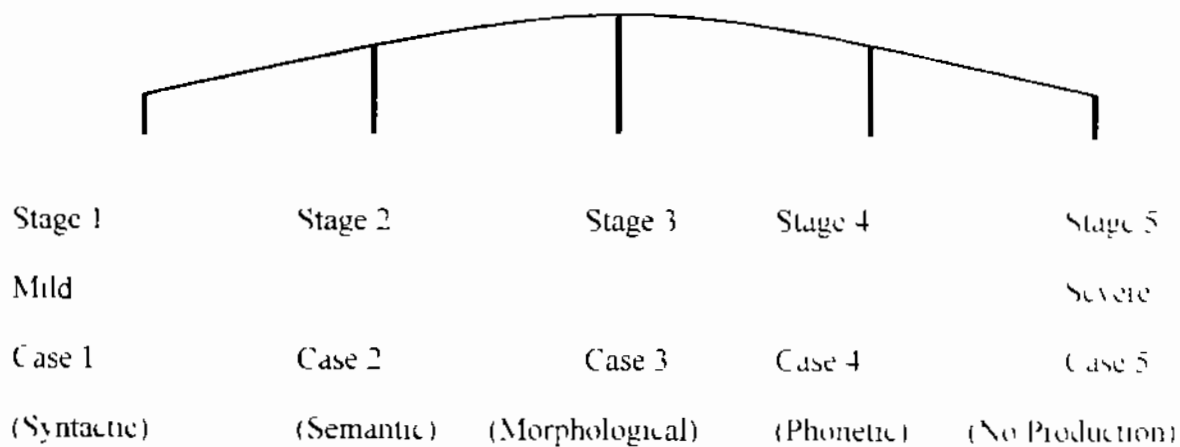 Stage 1 Stage 2 Stage 3 Stage 4 Stage 5
Mild Severe
Case 1 Case 2 Case 3 Case 4 Case 5
(Syntactic) (Semantic) (Morphological) (Phonetic) (No Production)